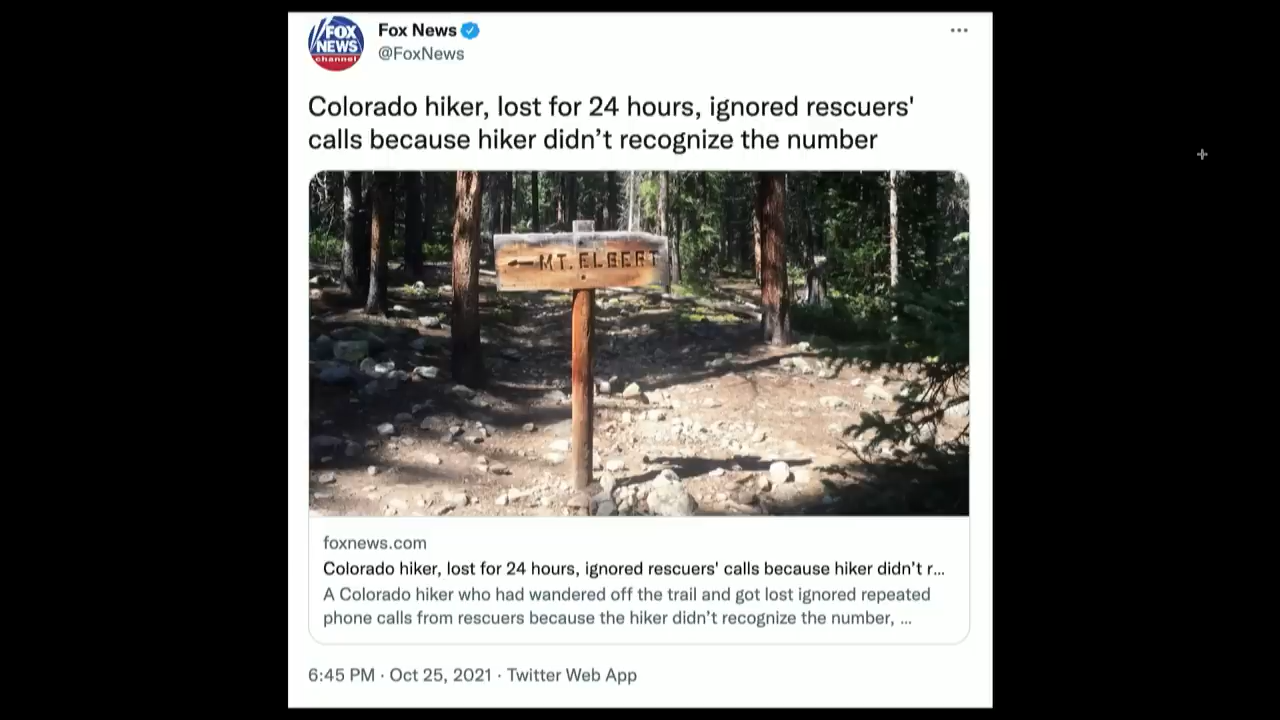 FOX
NEWS
channel
Fox News
@FoxNews
Colorado hiker, lost for 24 hours, ignored rescuers'
calls because hiker didn’t recognize the number
MT. ELBERT
foxnews.com
Colorado hiker, lost for 24 hours, ignored rescuers' calls because hiker didn’t r...
A Colorado hiker who had wandered off the trail and got lost ignored repeated
phone calls from rescuers because the hiker didn’t recognize the number, ...
6:45 PM · Oct 25, 2021 · Twitter Web App